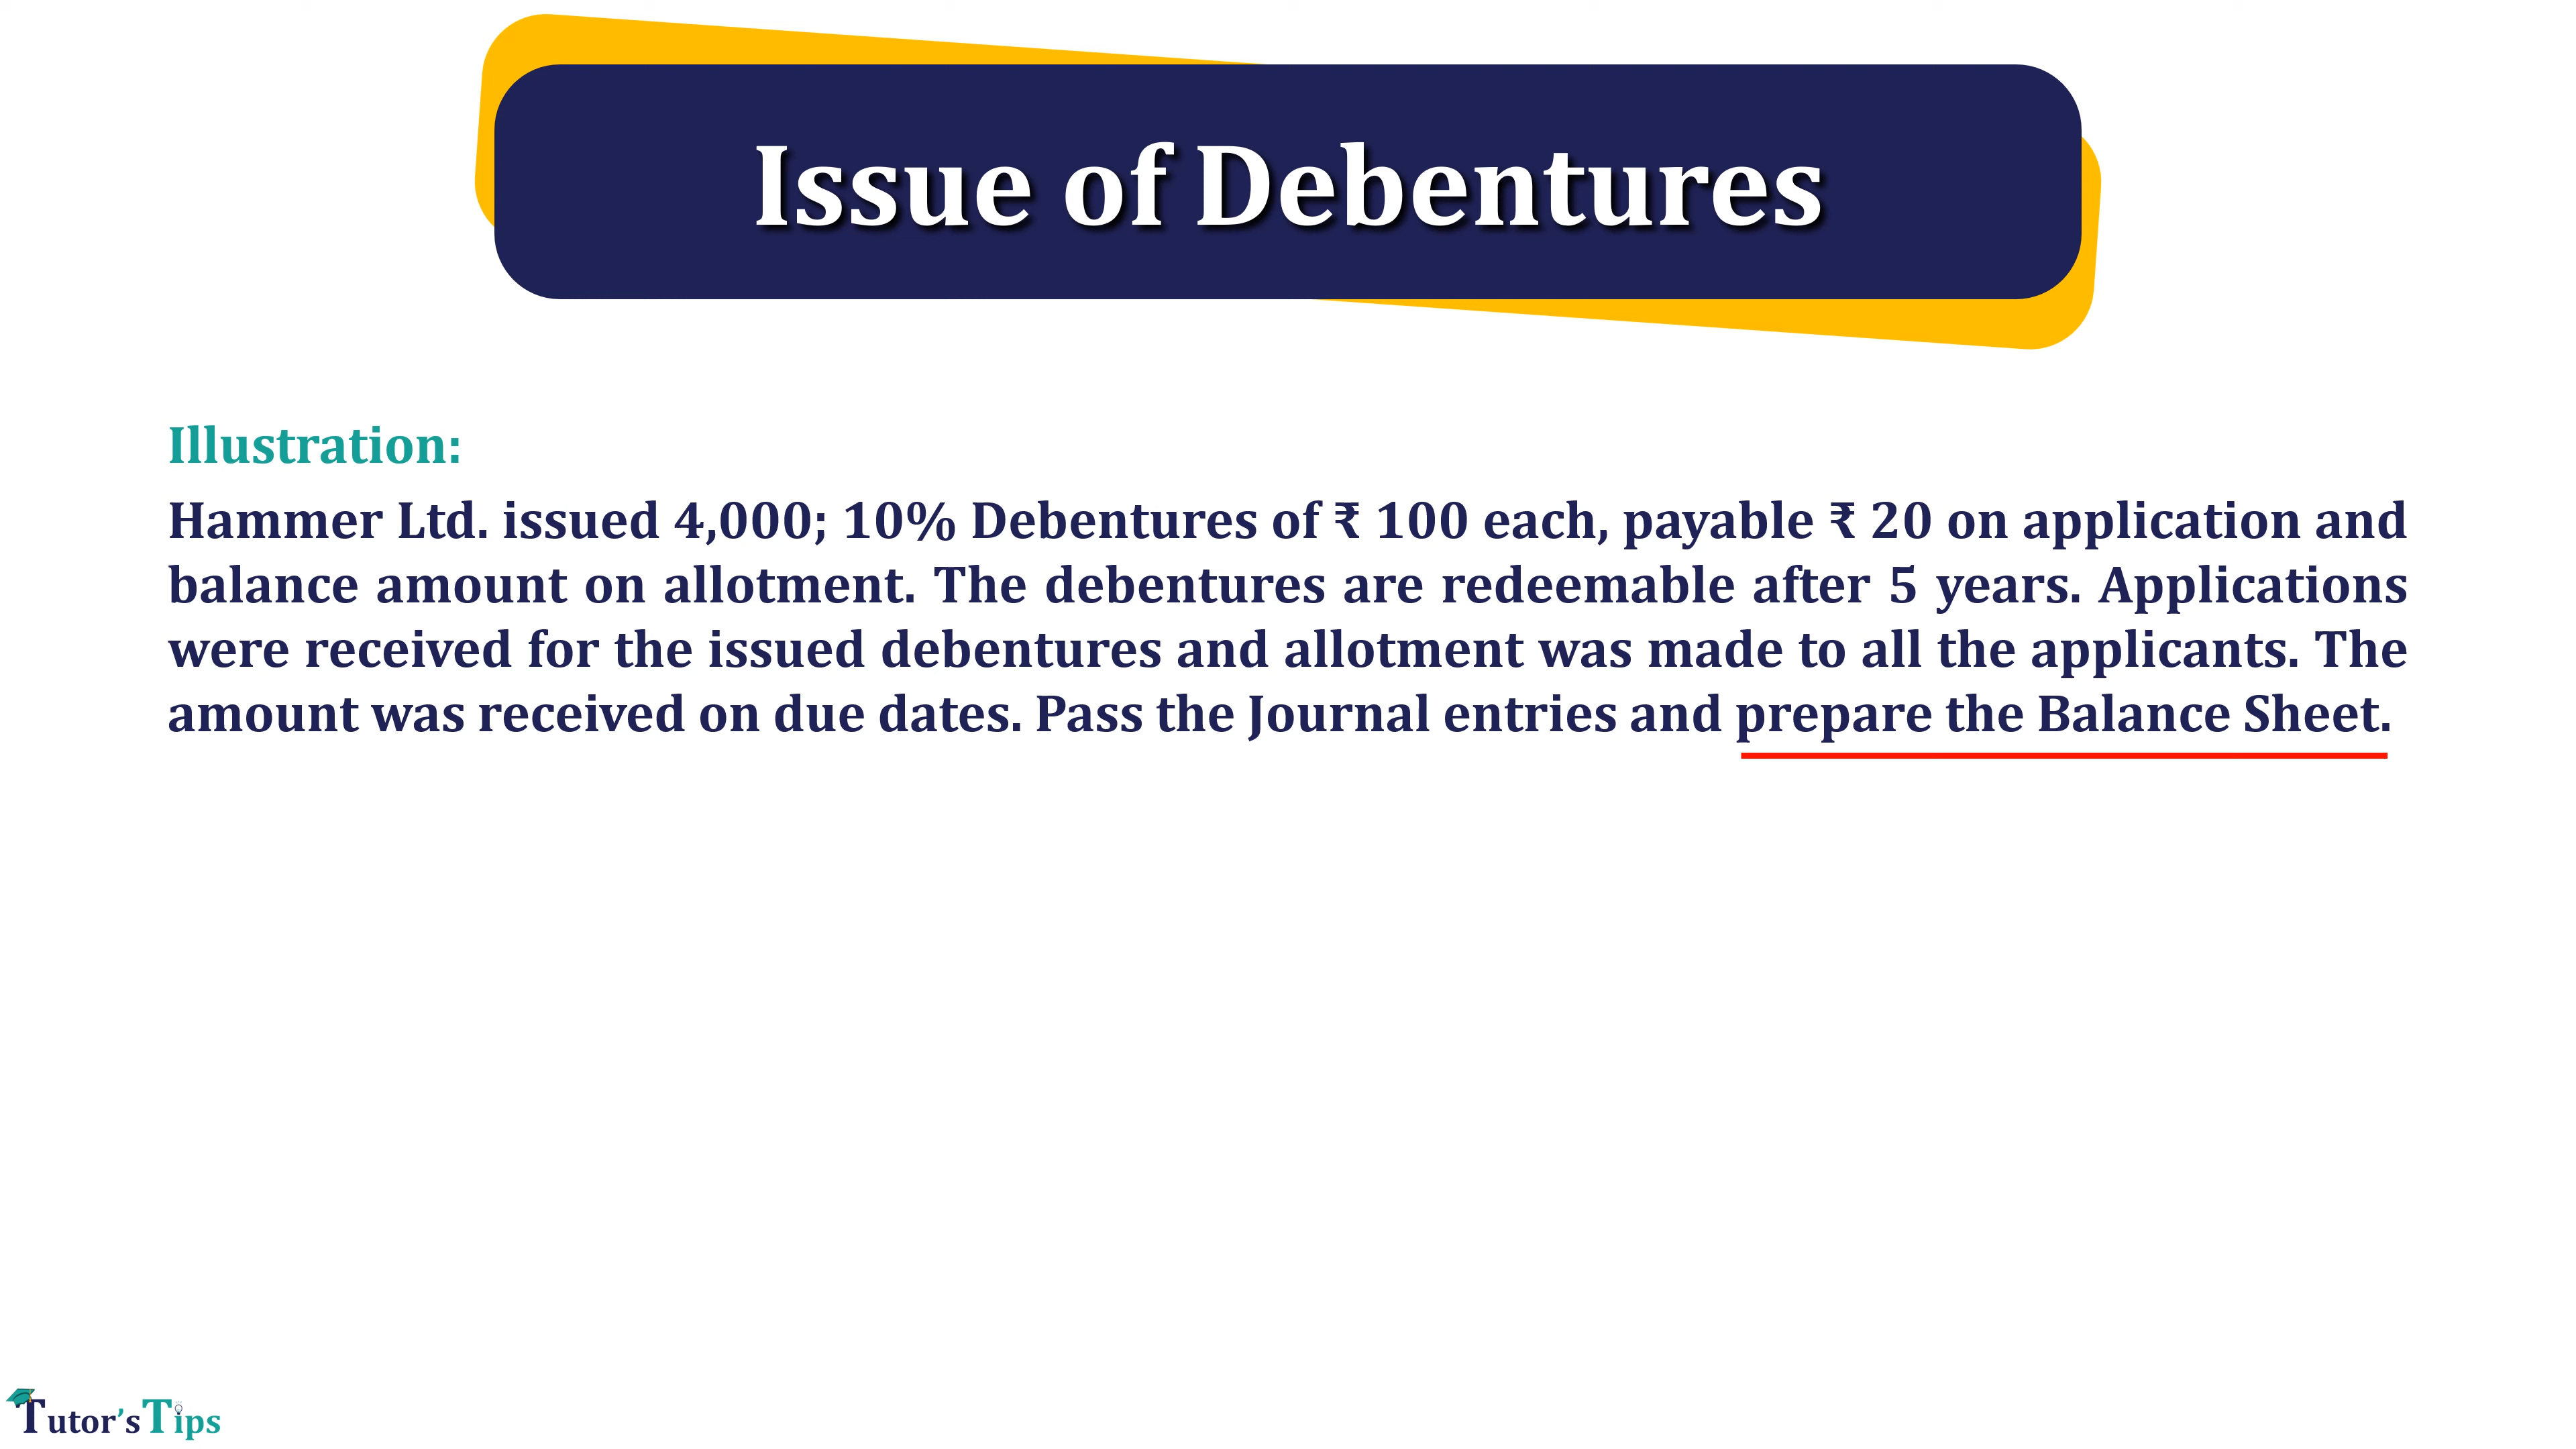 Issue of Debentures
Illustration:
Hammer Ltd. issued 4,000; 10% Debentures of ₹ 100 each, payable ₹ 20 on application and
balance amount on allotment. The debentures are redeemable after 5 years. Applications
were received for the issued debentures and allotment was made to all the applicants. The
amount was received on due dates. Pass the Journal entries and prepare the Balance Sheet.
Tutor’sTips